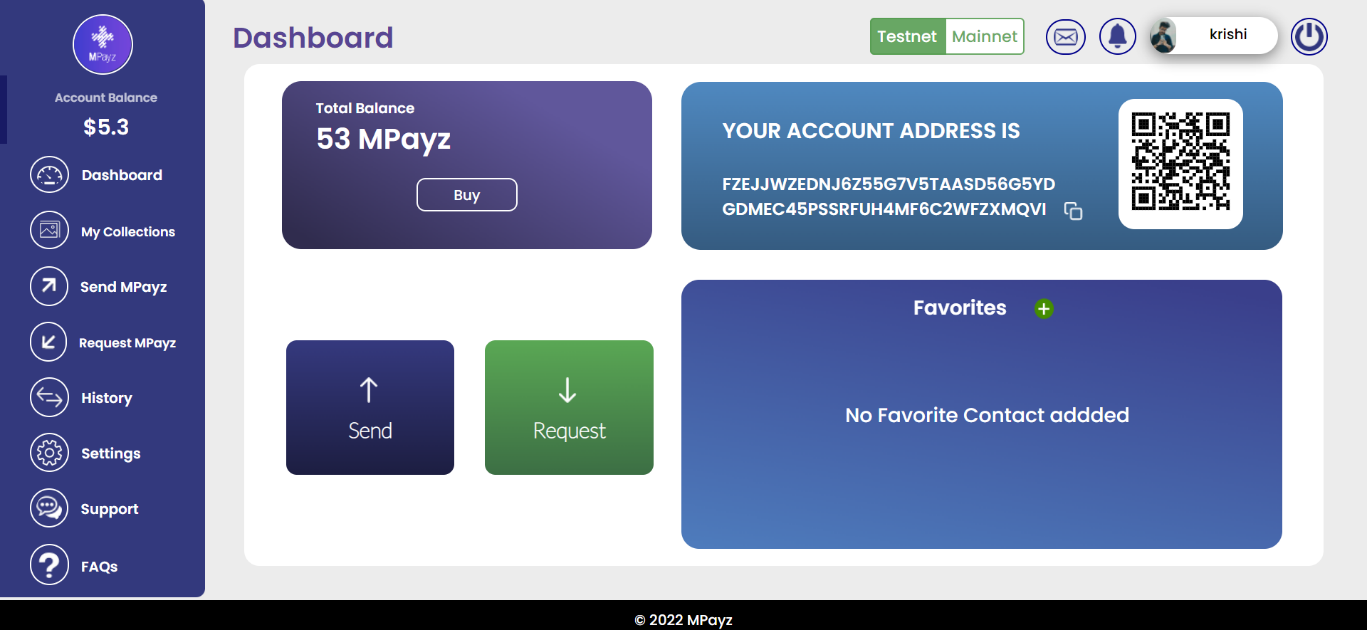 MPayz
Account Balance
$5.3
Dashboard
My Collections
Send MPayz
Request MPayz
History
Settings
Support
FAQs
Dashboard
Testnet Mainnet
krishi
Total Balance
53 MPayz
Buy
YOUR ACCOUNT ADDRESS IS
FZEJJWZEDNJ6Z55G7V5TAASD56G5YD
GDMEC45PSSRFUH4MF6C2WFZXMQVI
Send
Request
Favorites
No Favorite Contact addded
© 2022 MPayz